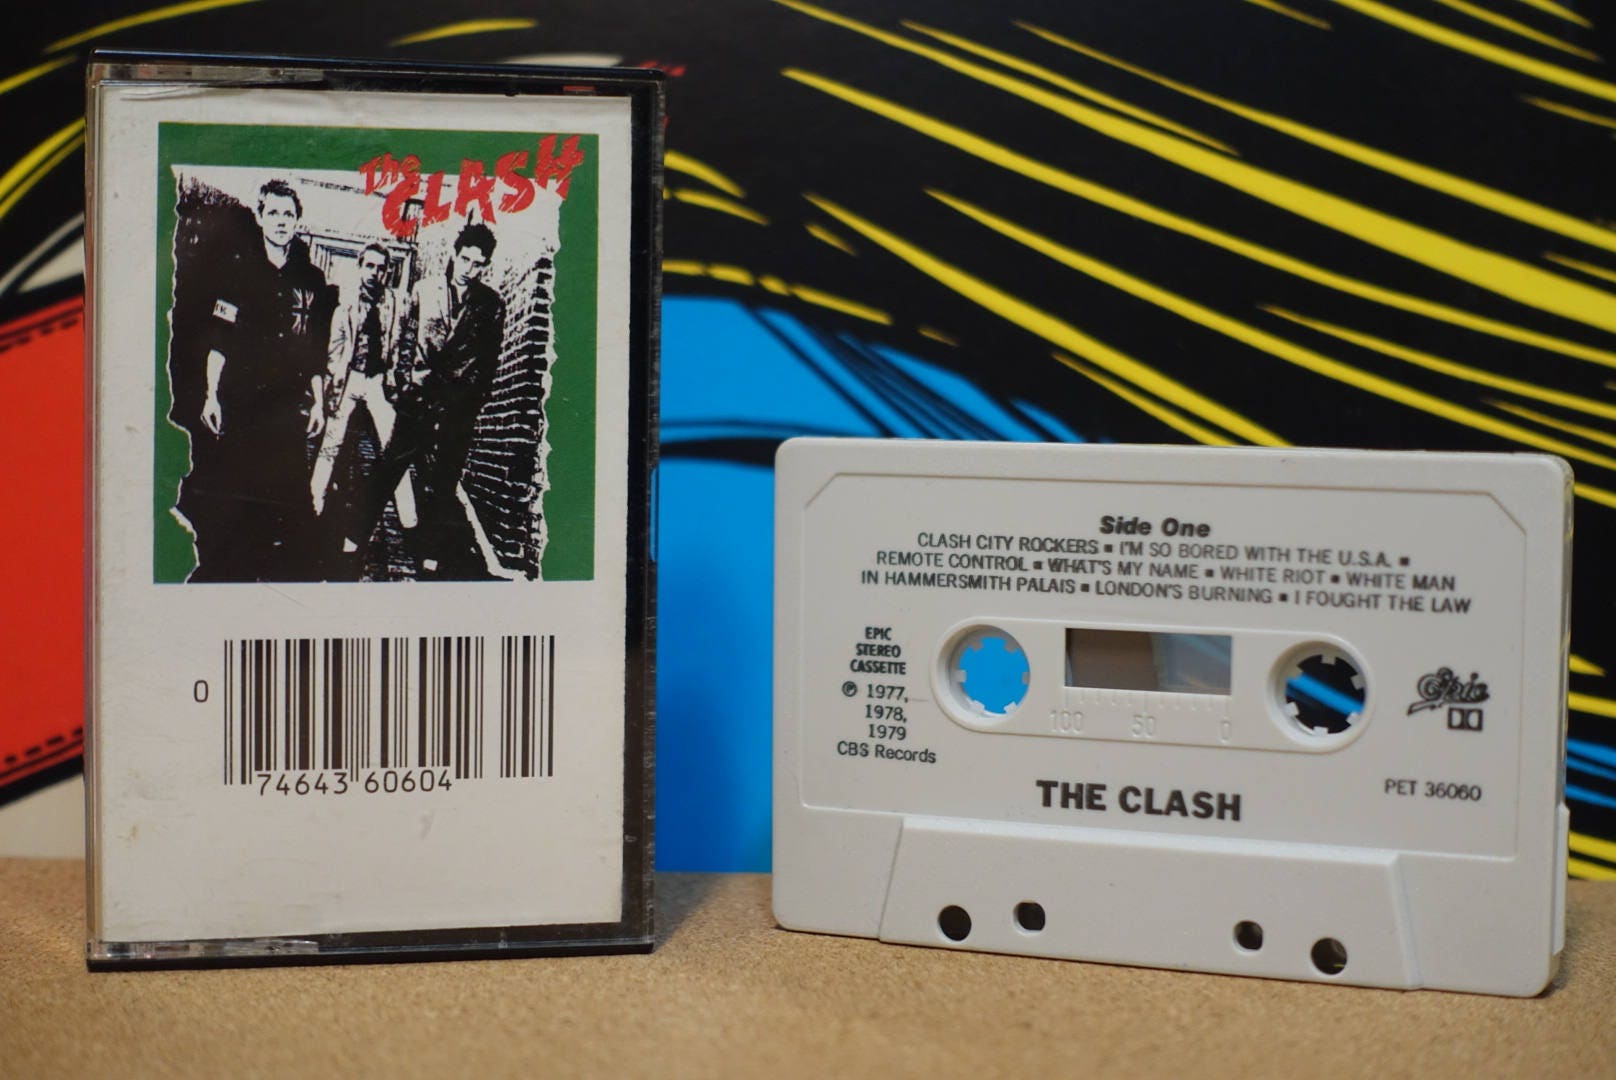 The CLASH
0 74643 60604
Side One
CLASH CITY ROCKERS ▪ I'M SO BORED WITH THE U.S.A. ▪
REMOTE CONTROL ▪ WHAT'S MY NAME ▪ WHITE RIOT ▪ WHITE MAN
IN HAMMERSMITH PALAIS ▪ LONDON'S BURNING ▪ I FOUGHT THE LAW
EPIC
STEREO
CASSETTE
℗ 1977,
1978,
1979
CBS Records
100 50 0
Epic
THE CLASH
PET 36060